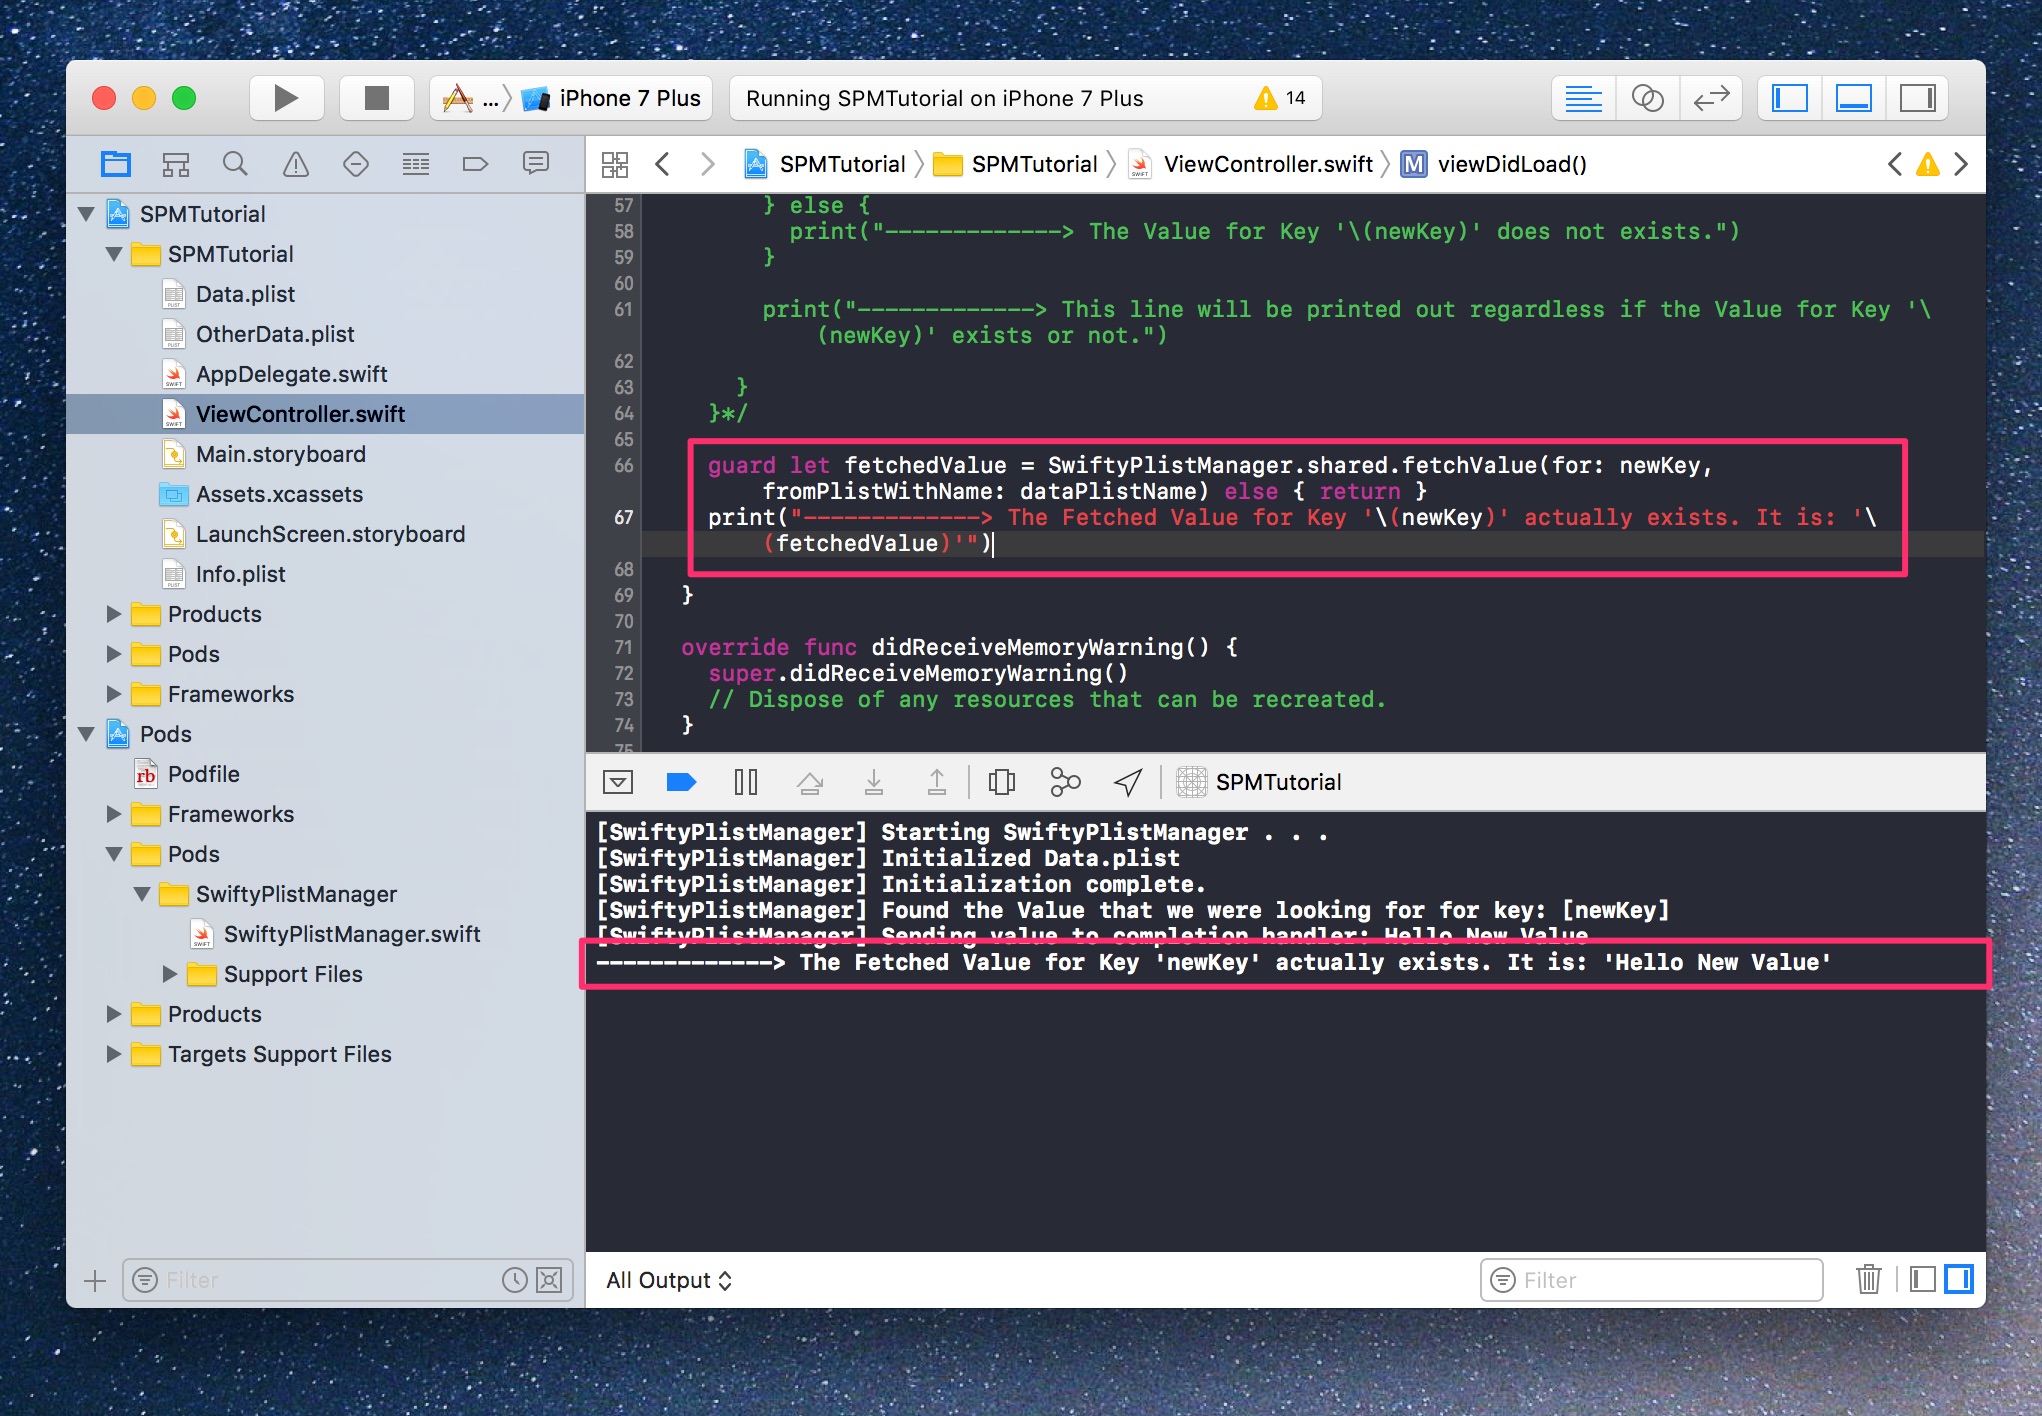 ... iPhone 7 Plus
Running SPMTutorial on iPhone 7 Plus 14
SPMTutorial SPMTutorial ViewController.swift M viewDidLoad()
SPMTutorial
SPMTutorial
Data.plist
OtherData.plist
AppDelegate.swift
ViewController.swift
Main.storyboard
Assets.xcassets
LaunchScreen.storyboard
Info.plist
Products
Pods
Frameworks
Pods
rb Podfile
Frameworks
Pods
SwiftyPlistManager
SwiftyPlistManager.swift
Support Files
Products
Targets Support Files
Filter
57 } else {
58 print("-------------> The Value for Key '\(newKey)' does not exists.")
59 }
60
61 print("-------------> This line will be printed out regardless if the Value for Key '\
(newKey)' exists or not.")
62
63 }
64 }*/
65
66 guard let fetchedValue = SwiftyPlistManager.shared.fetchValue(for: newKey,
fromPlistWithName: dataPlistName) else { return }
67 print("-------------> The Fetched Value for Key '\(newKey)' actually exists. It is: '\
(fetchedValue)'")
68
69 }
70
71 override func didReceiveMemoryWarning() {
72 super.didReceiveMemoryWarning()
73 // Dispose of any resources that can be recreated.
74 }
75
SPMTutorial
[SwiftyPlistManager] Starting SwiftyPlistManager . . .
[SwiftyPlistManager] Initialized Data.plist
[SwiftyPlistManager] Initialization complete.
[SwiftyPlistManager] Found the Value that we were looking for for key: [newKey]
[SwiftyPlistManager] Sending value to completion handler: Hello New Value
-------------> The Fetched Value for Key 'newKey' actually exists. It is: 'Hello New Value'
All Output
Filter